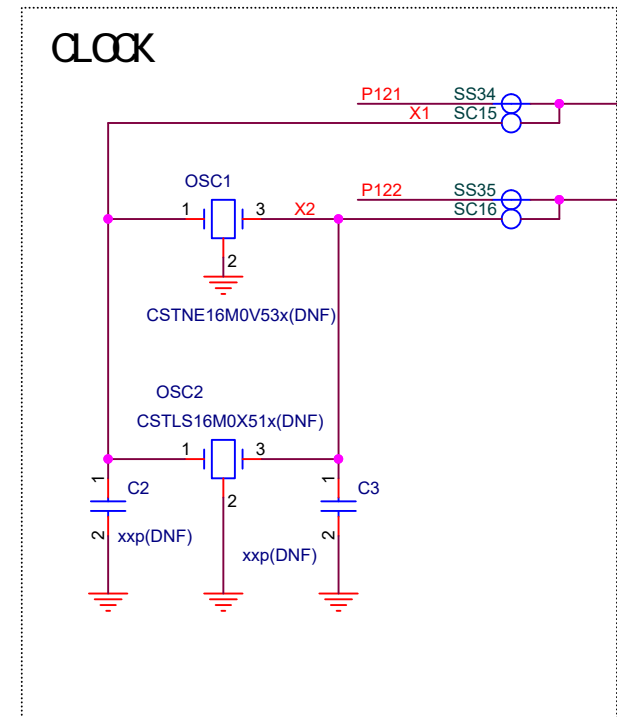 CLOCK
P121 SS34
X1 SC15
P122 SS35
X2 SC16
OSC1
1 3
2
CSTNE16M0V53x(DNF)
OSC2
CSTLS16M0X51x(DNF)
1 3
2
1 C2
2 xxp(DNF)
1 C3
2 xxp(DNF)